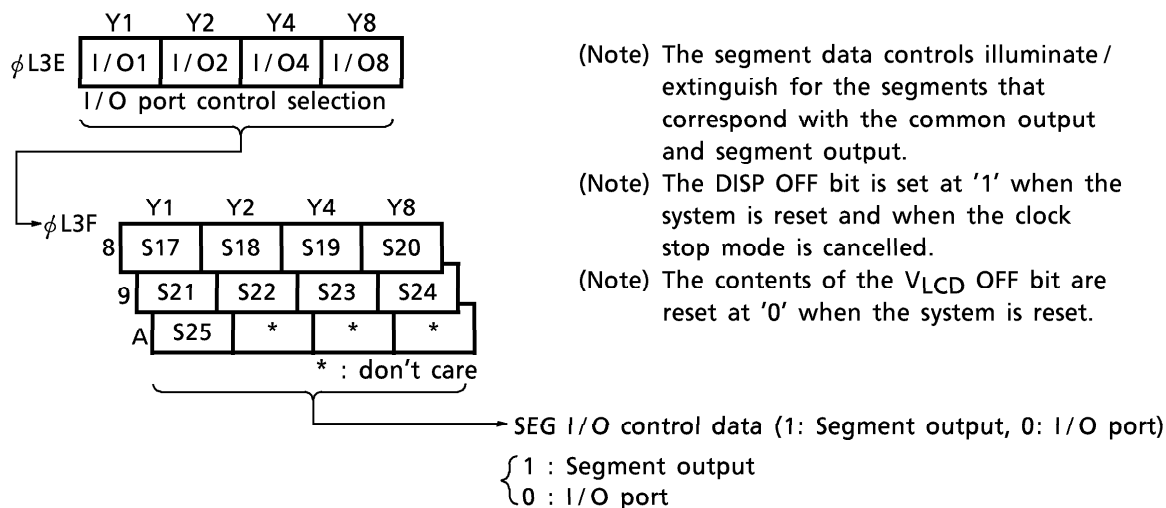 Y1 Y2 Y4 Y8
ϕL3E I/O1 I/O2 I/O4 I/O8
I/O port control selection
ϕL3F
Y1 Y2 Y4 Y8
8 S17 S18 S19 S20
9 S21 S22 S23 S24
A S25 * * *
* : don't care
(Note) The segment data controls illuminate/
extinguish for the segments that
correspond with the common output
and segment output.
(Note) The DISP OFF bit is set at '1' when the
system is reset and when the clock
stop mode is cancelled.
(Note) The contents of the VLCD OFF bit are
reset at '0' when the system is reset.
SEG I/O control data (1: Segment output, 0: I/O port)
1 : Segment output
0 : I/O port